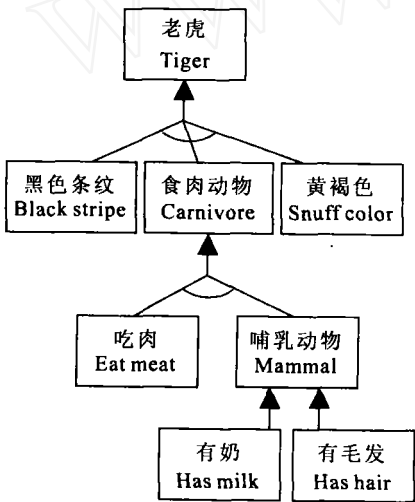 老虎
Tiger
黑色条纹
Black stripe
食肉动物
Carnivore
黄褐色
Snuff color
吃肉
Eat meat
哺乳动物
Mammal
有奶
Has milk
有毛发
Has hair